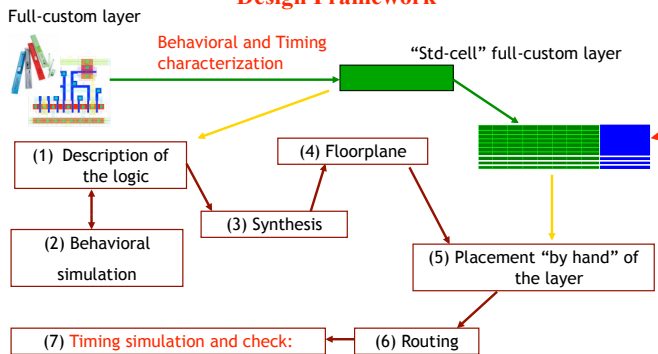 Design Framework
Full-custom layer
Behavioral and Timing
characterization
“Std-cell” full-custom layer
(1) Description of
the logic
(4) Floorplane
(3) Synthesis
(2) Behavioral
simulation
(5) Placement “by hand” of
the layer
(7) Timing simulation and check:
(6) Routing